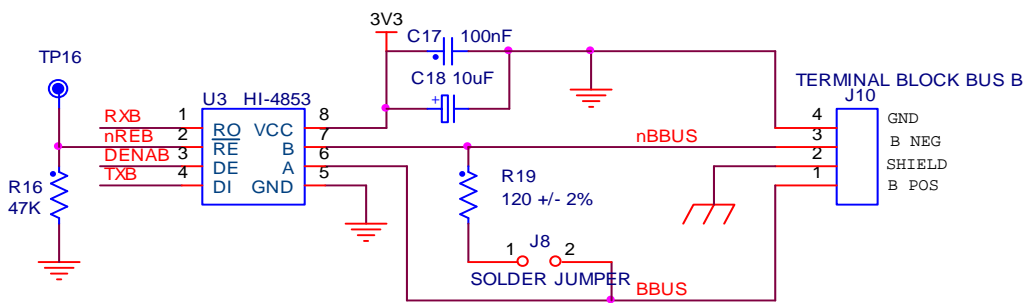 3V3
C17 100nF
TP16
C18 10uF
TERMINAL BLOCK BUS B
J10
U3 HI-4853
+
RXB 1 RO VCC 8
4 GND
nREB 2 RE B 7 nBBUS
3 B NEG
DENAB 3 DE A 6
2 SHIELD
TXB 4 DI GND 5
1 B POS
R16
47K
R19
120 +/- 2%
J8
1 2
SOLDER JUMPER
BBUS